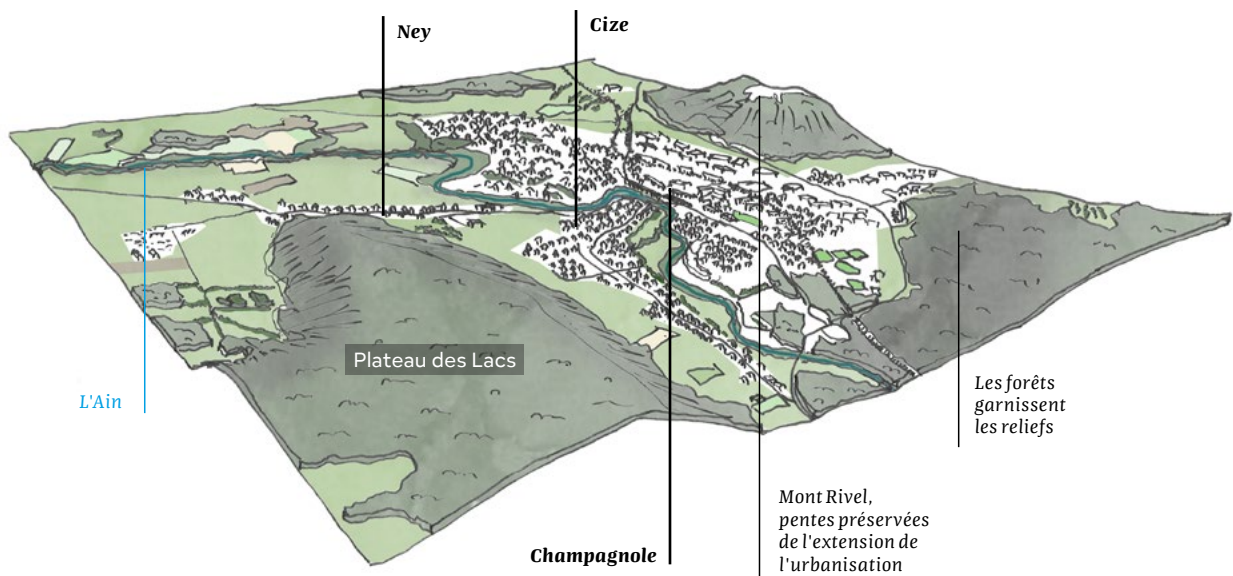 Ney
Cize
Plateau des Lacs
L'Ain
Les forêts
garnissent
les reliefs
Mont Rivel,
pentes préservées
de l'extension de
l'urbanisation
Champagnole